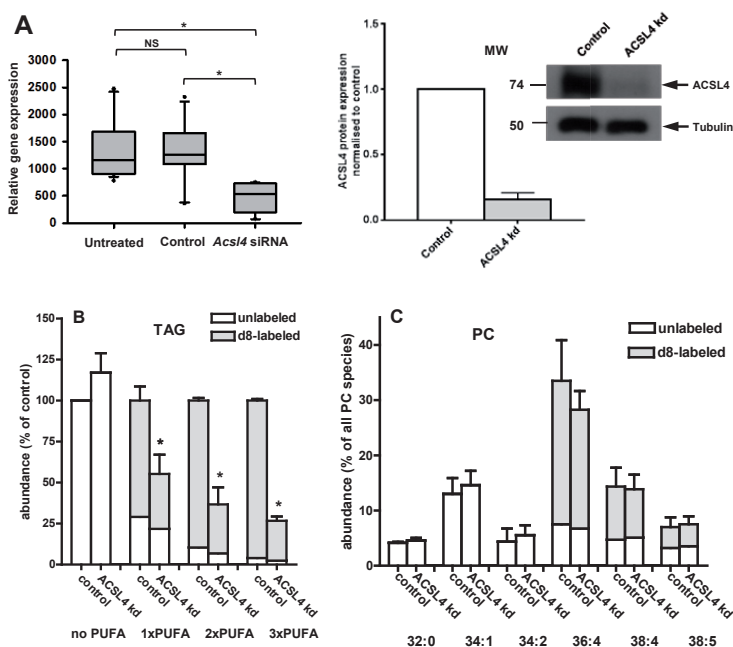 A
*
NS
*
Relative gene expression
3000
2500
2000
1500
1000
500
0
Untreated Control Acsl4 siRNA
ACSL4 protein expression
normalised to control
1.5
1.0
0.5
0.0
Control ACSL4 kd
MW
Control ACSL4 kd
74 ACSL4
50 Tubulin
B
TAG
unlabeled
d8-labeled
abundance (% of control)
150
125
100
75
50
25
0
* * *
control ACSL4 kd control ACSL4 kd control ACSL4 kd control ACSL4 kd
no PUFA 1xPUFA 2xPUFA 3xPUFA
C
PC
unlabeled
d8-labeled
abundance (% of all PC species)
40
30
20
10
0
control ACSL4 kd control ACSL4 kd control ACSL4 kd control ACSL4 kd control ACSL4 kd control ACSL4 kd
32:0 34:1 34:2 36:4 38:4 38:5